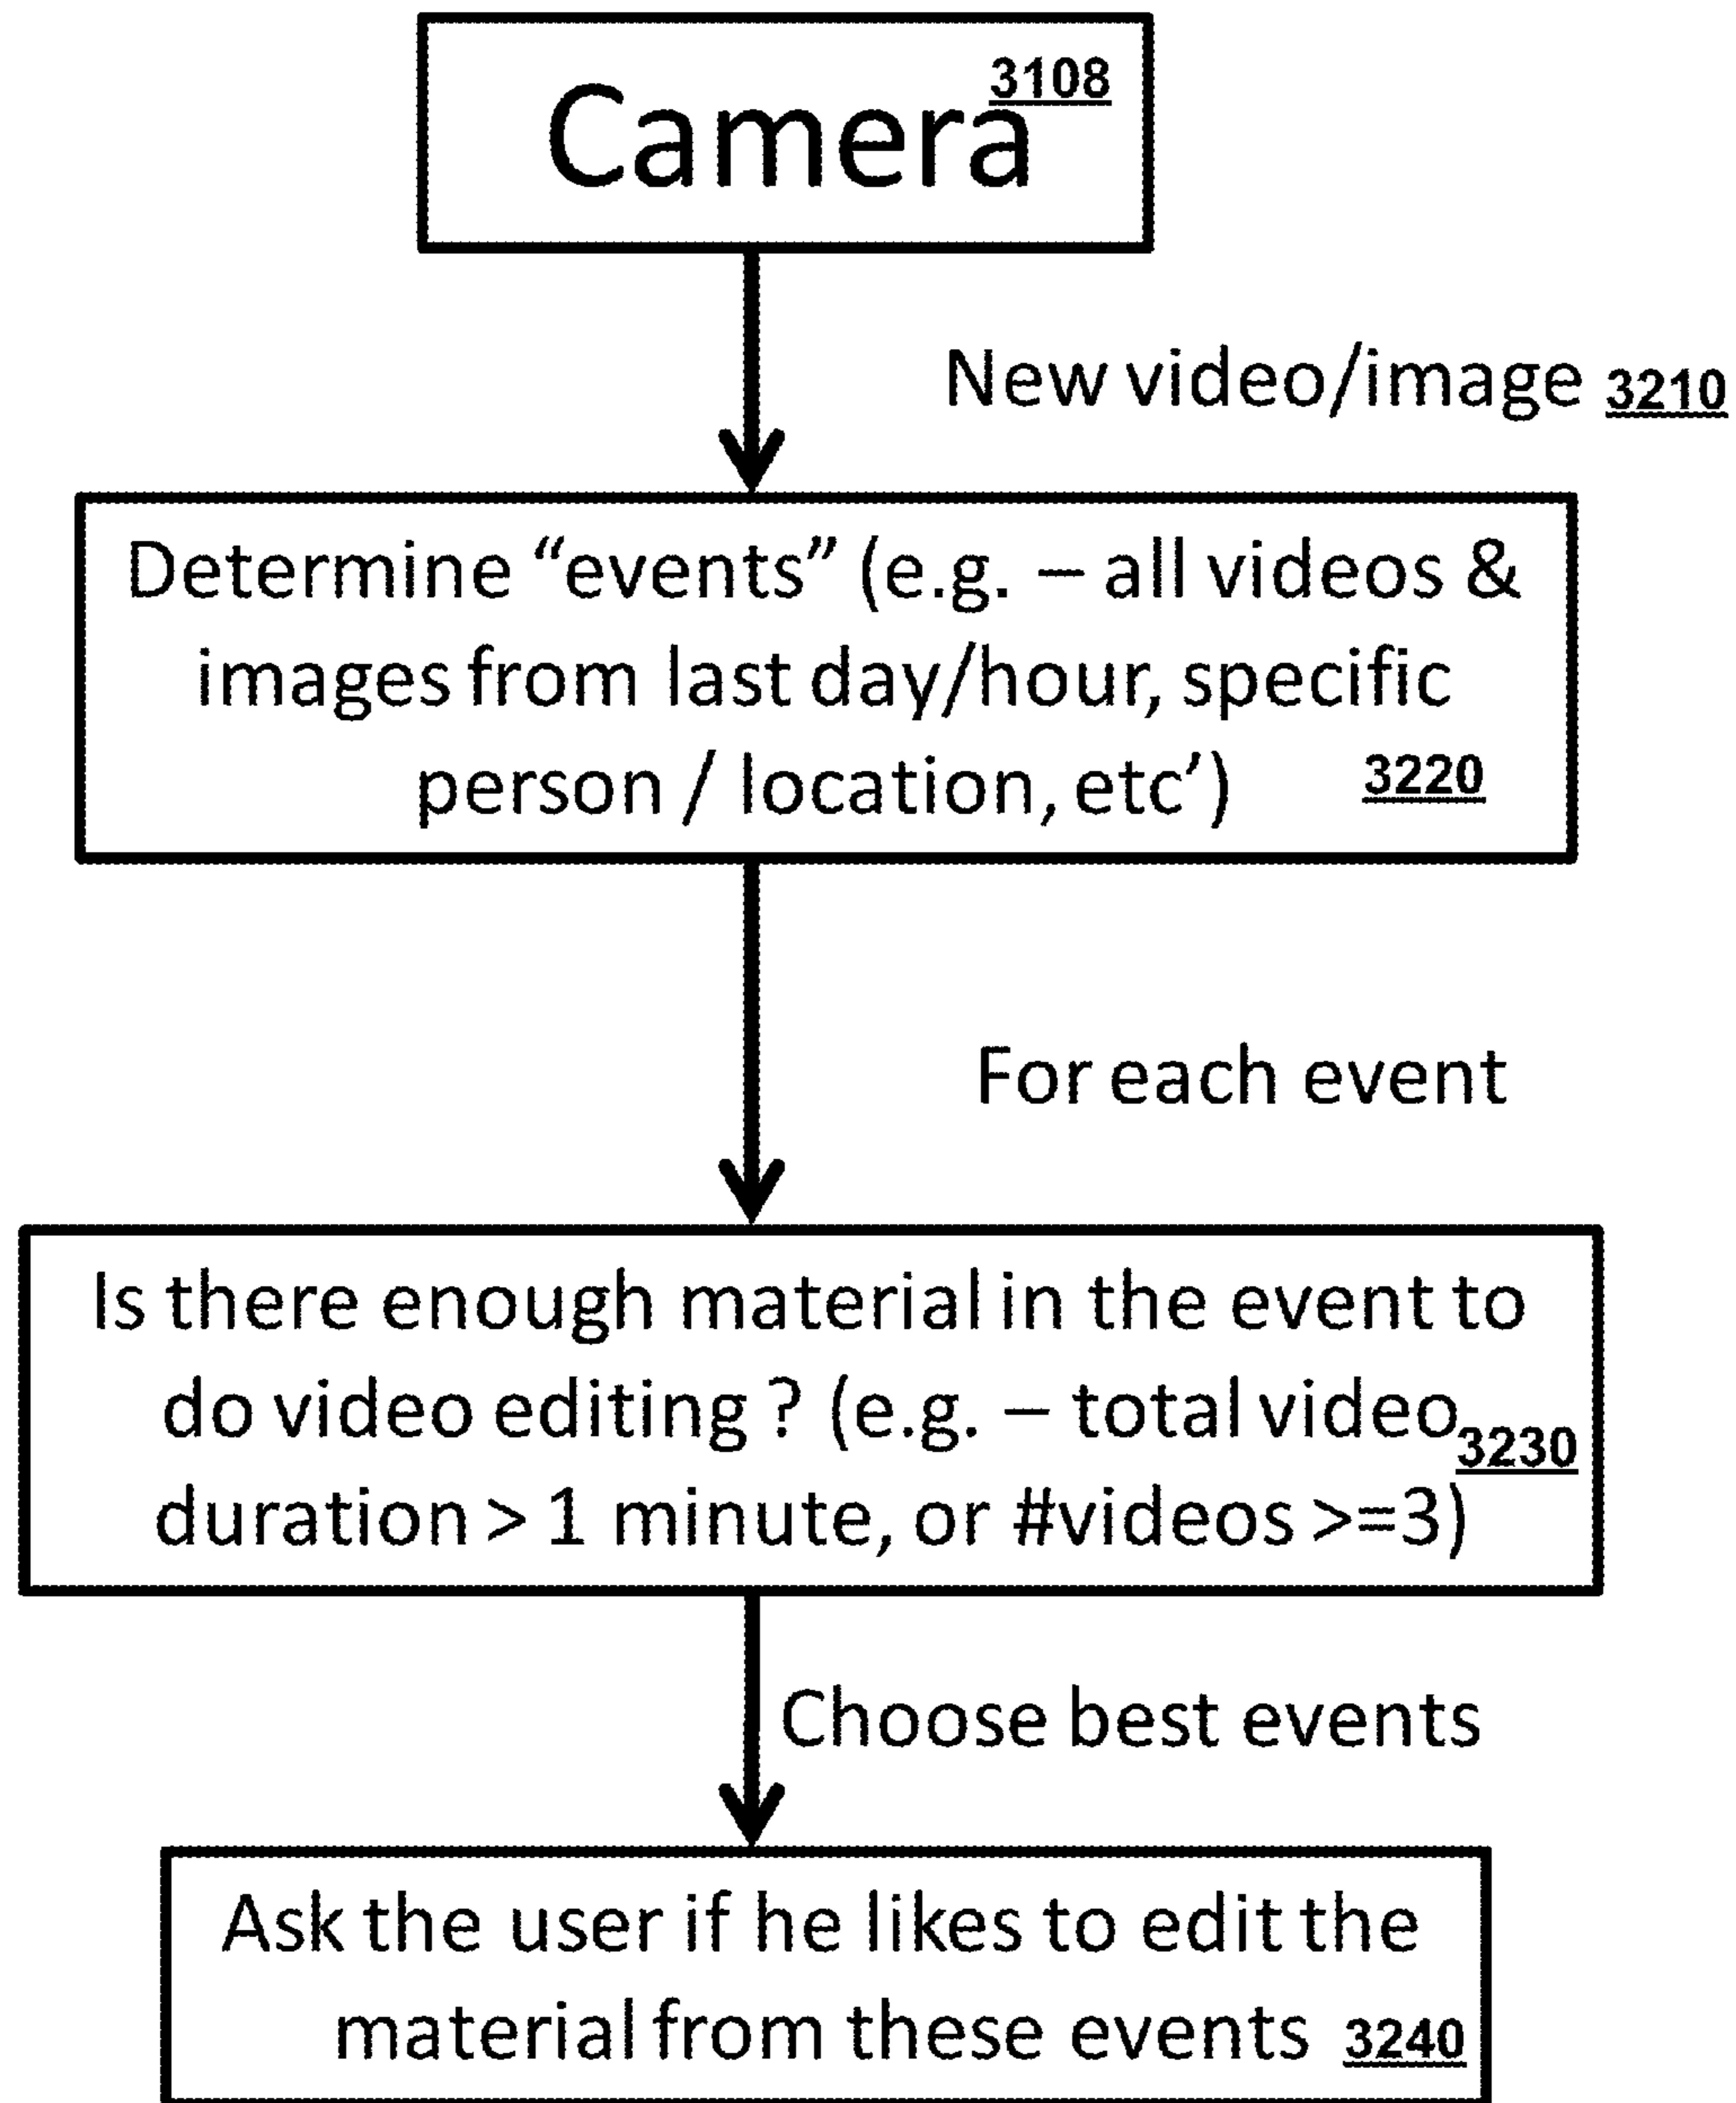 Camera 3108
New video/image 3210
Determine “events” (e.g. – all videos &
images from last day/hour, specific
person / location, etc’) 3220
For each event
Is there enough material in the event to
do video editing ? (e.g. – total video 3230
duration > 1 minute, or #videos >=3)
Choose best events
Ask the user if he likes to edit the
material from these events 3240